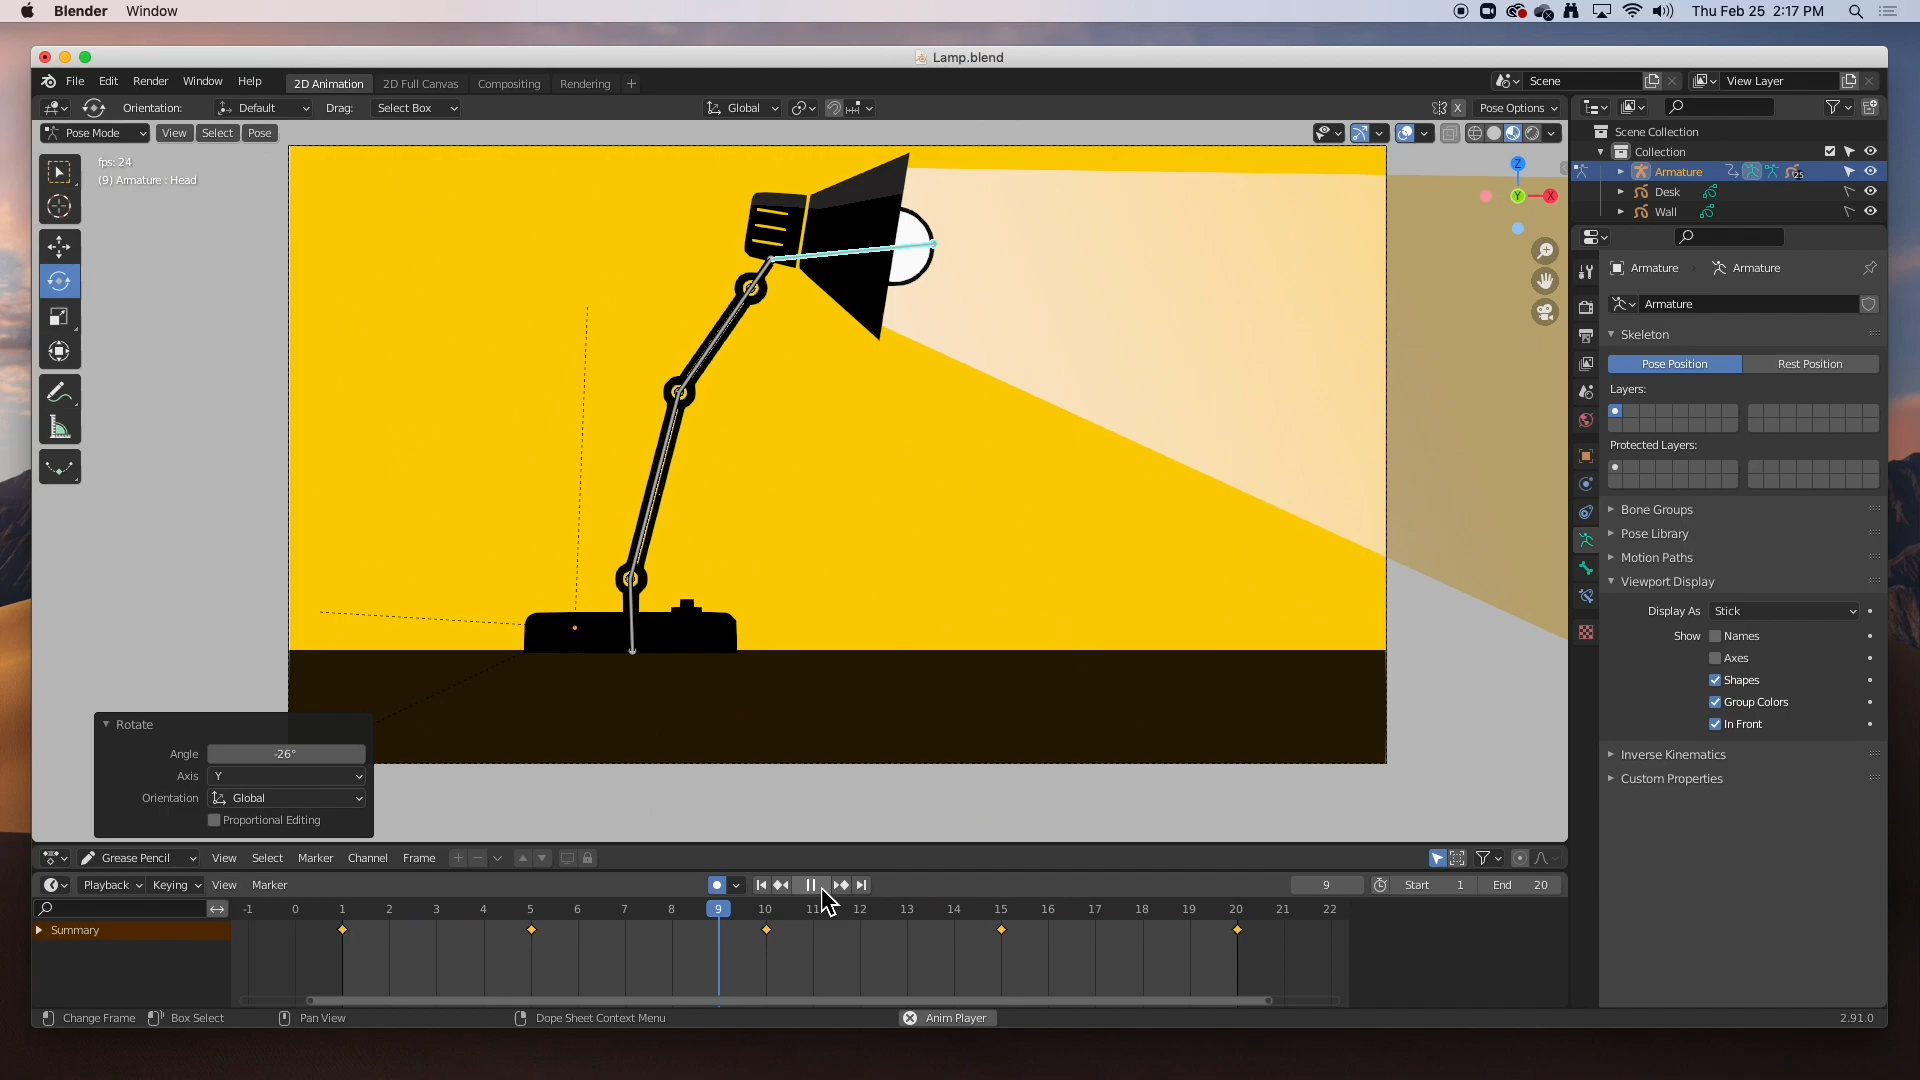 Blender Window Thu Feb 25 2:17 PM
Lamp.blend
File Edit Render Window Help 2D Animation 2D Full Canvas Compositing Rendering + Scene View Layer
Orientation: Default Drag: Select Box Global X Pose Options
Pose Mode View Select Pose
Scene Collection
Collection
Armature 25
Desk
Wall
fps: 24
(9) Armature : Head
Z
Y X
Armature Armature
Armature
Skeleton
Pose Position Rest Position
Layers:
Protected Layers:
Bone Groups
Pose Library
Motion Paths
Viewport Display
Display As Stick
Show Names
Axes
Shapes
Group Colors
In Front
Inverse Kinematics
Custom Properties
Rotate
Angle -26°
Axis Y
Orientation Global
Proportional Editing
Grease Pencil View Select Marker Channel Frame
Playback Keying View Marker 9 Start 1 End 20
-1 0 1 2 3 4 5 6 7 8 9 10 11 12 13 14 15 16 17 18 19 20 21 22
Summary
Change Frame Box Select Pan View Dope Sheet Context Menu Anim Player 2.91.0